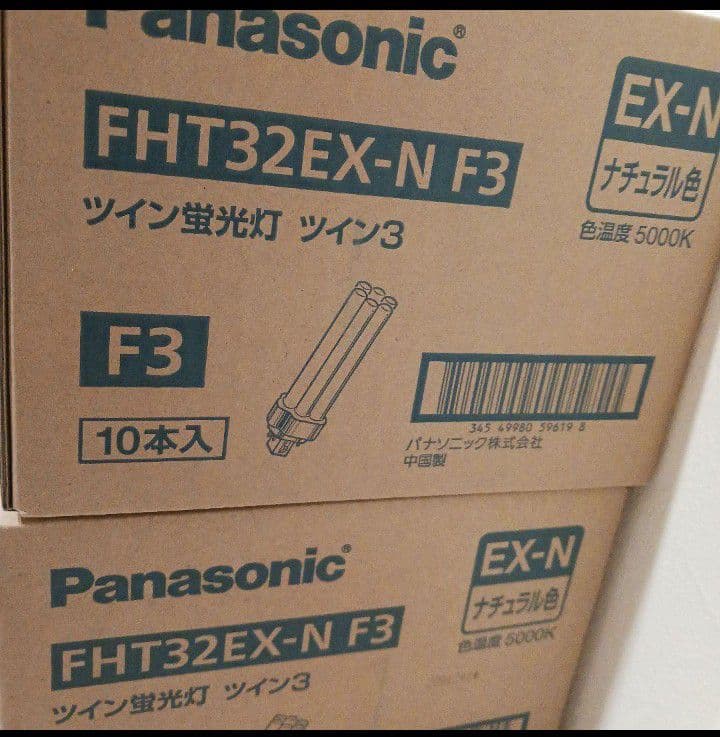 Panasonic®
FHT32EX-N F3
ツイン蛍光灯 ツイン3
EX-N
ナチュラル色
色温度 5000K
F3
10本入
345 49980 59619 8
パナソニック株式会社
中国製
Panasonic®
FHT32EX-N F3
ツイン蛍光灯 ツイン3
EX-N
ナチュラル色
色温度 5000K